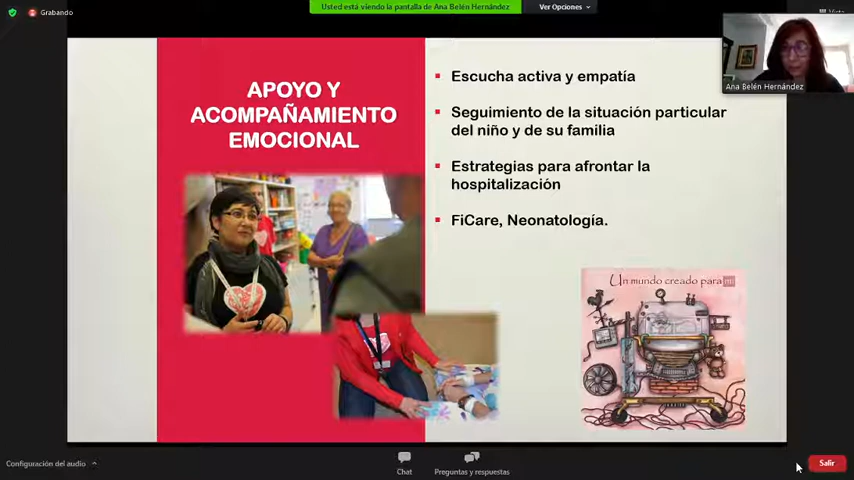 Grabando
Usted está viendo la pantalla de Ana Belén Hernández
Ver Opciones
Ana Belén Hernández
APOYO Y
ACOMPAÑAMIENTO
EMOCIONAL
Escucha activa y empatía
Seguimiento de la situación particular
del niño y de su familia
Estrategias para afrontar la
hospitalización
FiCare, Neonatología.
Un mundo creado para mi
Configuración del audio
Chat
Preguntas y respuestas
Salir